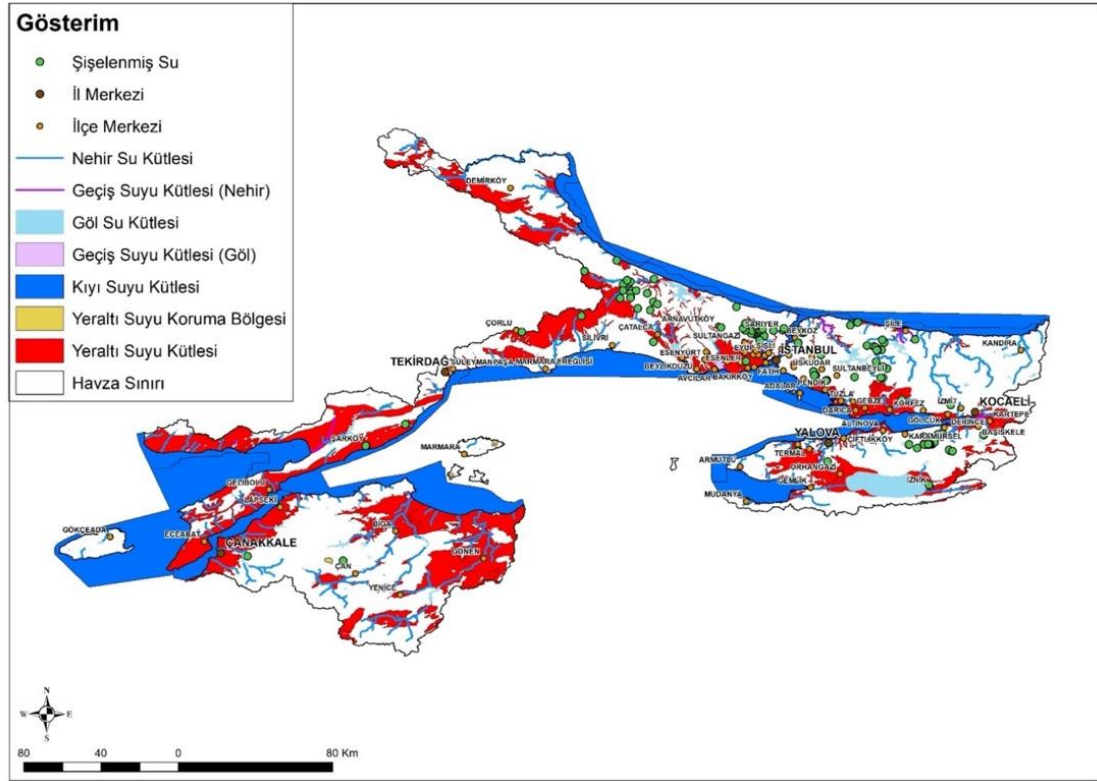 Gösterim
Şişelenmiş Su
İl Merkezi
İlçe Merkezi
Nehir Su Kütlesi
Geçiş Suyu Kütlesi (Nehir)
Göl Su Kütlesi
Geçiş Suyu Kütlesi (Göl)
Kıyı Suyu Kütlesi
Yeraltı Suyu Koruma Bölgesi
Yeraltı Suyu Kütlesi
Havza Sınırı
DEMİRKÖY
ÇORLU
SİLİVRİ
ÇATALCA
ARNAVUTKÖY
SULTANGAZİ
SARIYER
BEYKOZ
ŞİLE
KANDIRA
EYÜP
ŞİŞLİ
İSTANBUL
ESENYURT
ESENLER
ÜSKÜDAR
TEKİRDAĞ
SÜLEYMANPAŞA
MARMARA EREĞLİSİ
BEYLİKDÜZÜ
AVCILAR
BAKIRKÖY
FATİH
SULTANBEYLİ
ADALAR
PENDİK
TUZLA
GEBZE
KÖRFEZ
İZMİT
KOCAELİ
DARICA
DERİNCE
KARTEPE
ALTINOVA
GÖLCÜK
BAŞİSKELE
ŞARKÖY
MARMARA
YALOVA
ÇİFTLİKKÖY
KARAMÜRSEL
TERMAL
ARMUTLU
ORHANGAZİ
GEMLİK
İZNİK
MUDANYA
GELİBOLU
LAPSEKİ
GÖKÇEADA
ECEABAT
ÇANAKKALE
BİGA
GÖNEN
ÇAN
YENİCE
N
W E
S
80 40 0 80 Km